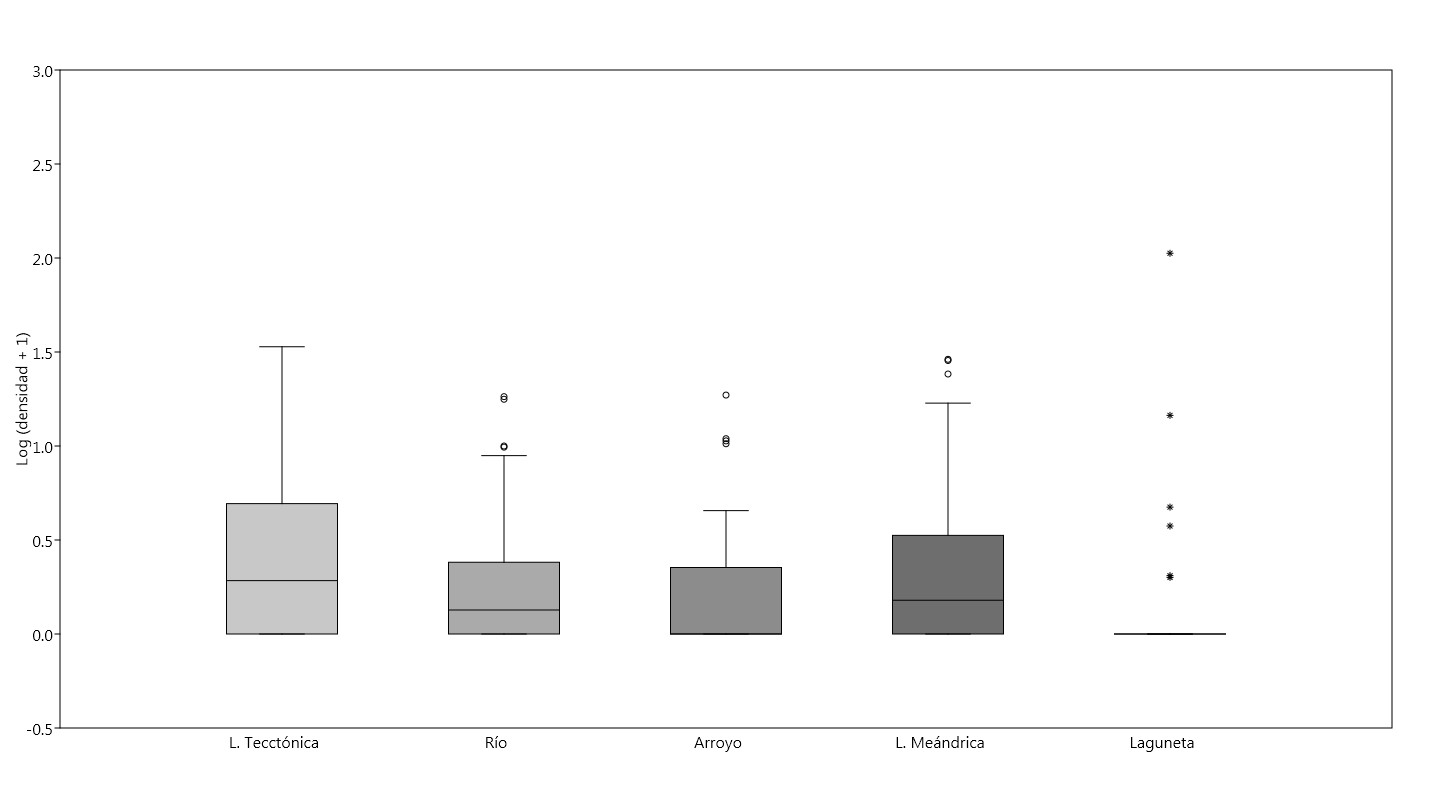 3.0
2.5
2.0
1.5
1.0
0.5
0.0
-0.5
Log (densidad + 1)
L. Tecctónica
Río
Arroyo
L. Meándrica
Laguneta